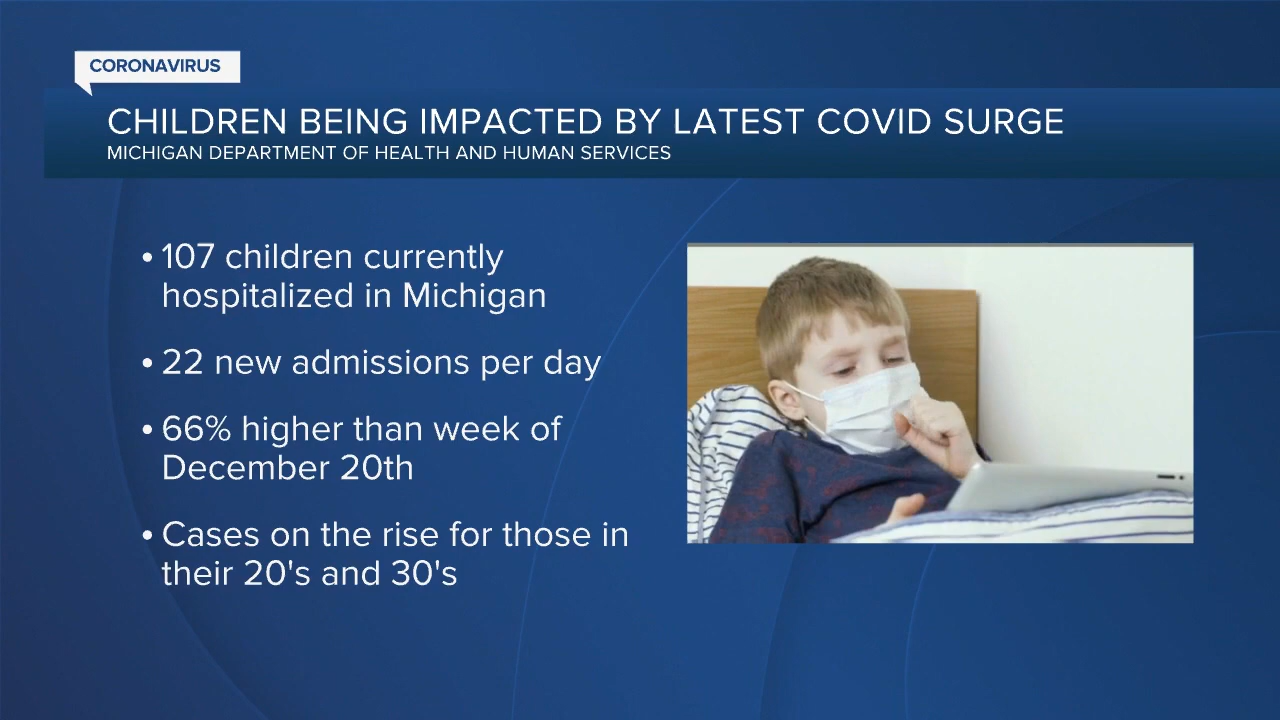 CORONAVIRUS
CHILDREN BEING IMPACTED BY LATEST COVID SURGE
MICHIGAN DEPARTMENT OF HEALTH AND HUMAN SERVICES
• 107 children currently
hospitalized in Michigan
• 22 new admissions per day
• 66% higher than week of
December 20th
• Cases on the rise for those in
their 20's and 30's